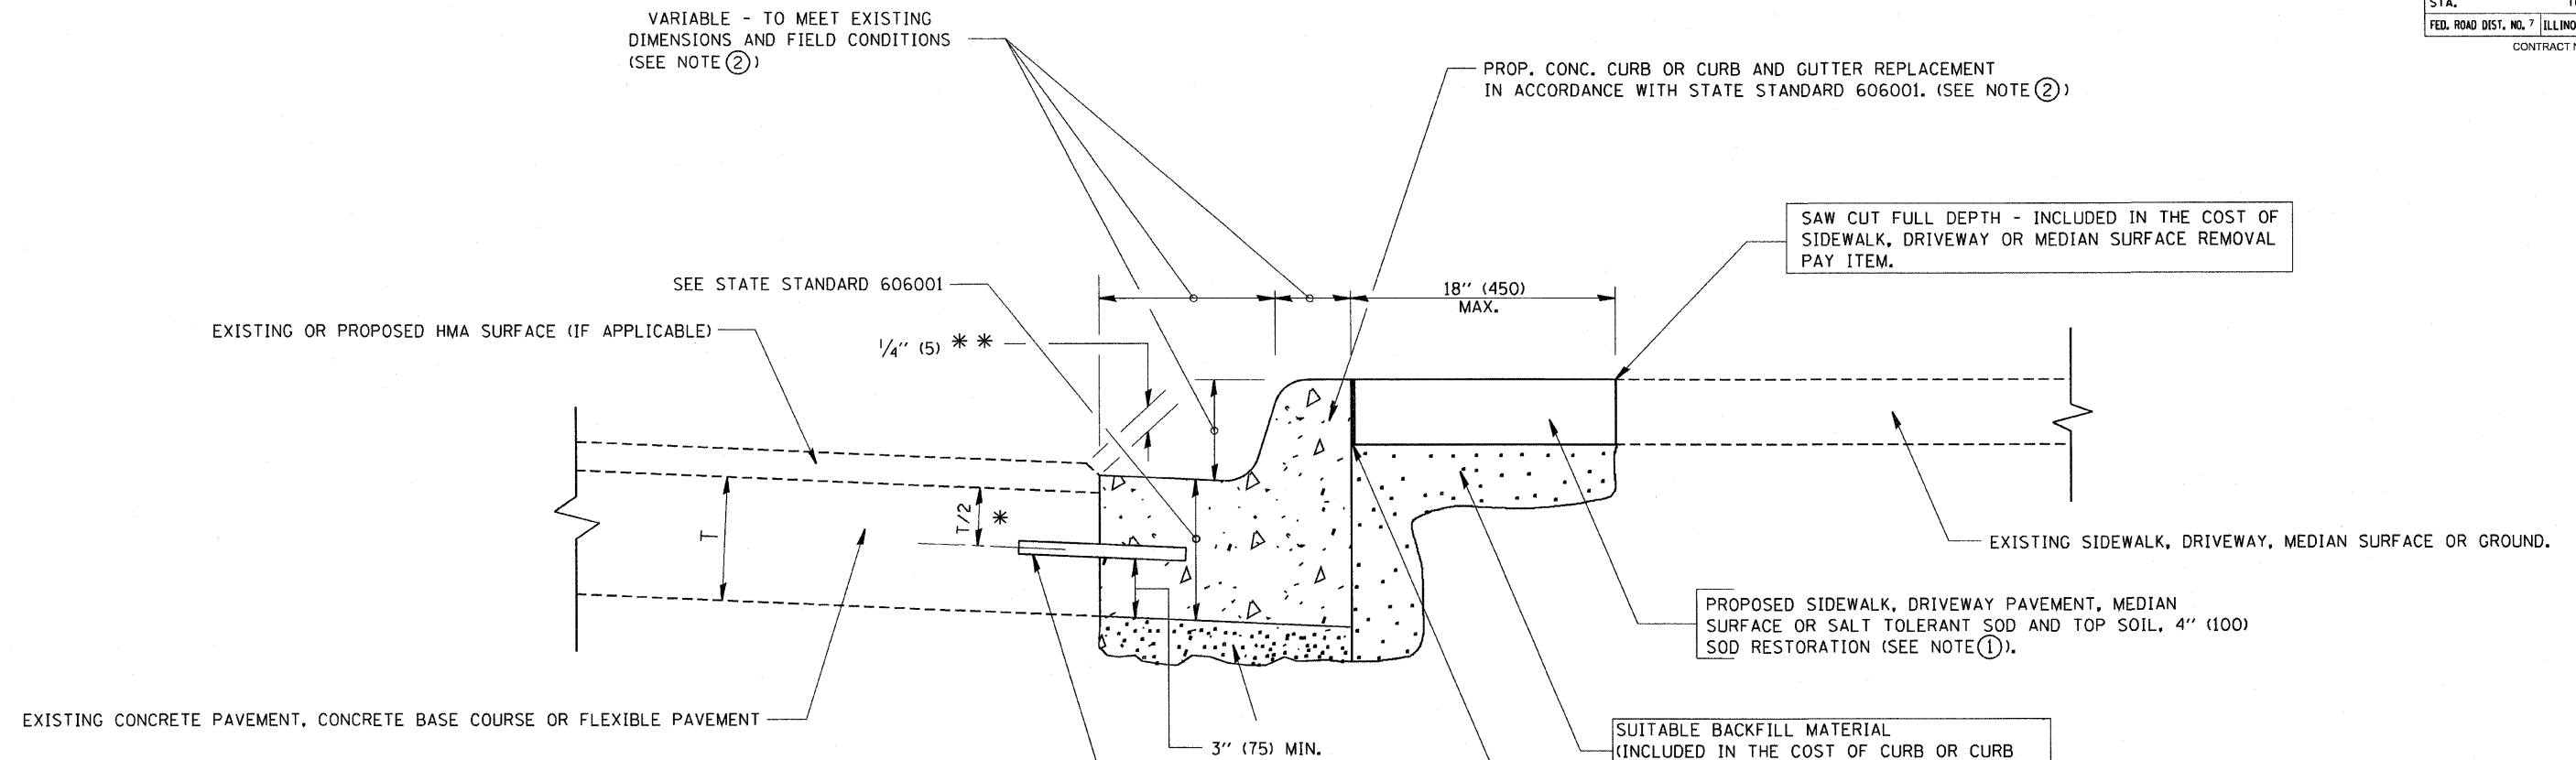 STA.
FED. ROAD DIST. NO. 7 ILLINO
CONTRACT
VARIABLE - TO MEET EXISTING
DIMENSIONS AND FIELD CONDITIONS
(SEE NOTE ②)
PROP. CONC. CURB OR CURB AND GUTTER REPLACEMENT
IN ACCORDANCE WITH STATE STANDARD 606001. (SEE NOTE ②)
SAW CUT FULL DEPTH - INCLUDED IN THE COST OF
SIDEWALK, DRIVEWAY OR MEDIAN SURFACE REMOVAL
PAY ITEM.
SEE STATE STANDARD 606001
18'' (450)
MAX.
EXISTING OR PROPOSED HMA SURFACE (IF APPLICABLE)
1/4'' (5) * *
T
T/2 *
EXISTING SIDEWALK, DRIVEWAY, MEDIAN SURFACE OR GROUND.
PROPOSED SIDEWALK, DRIVEWAY PAVEMENT, MEDIAN
SURFACE OR SALT TOLERANT SOD AND TOP SOIL, 4'' (100)
SOD RESTORATION (SEE NOTE ①).
EXISTING CONCRETE PAVEMENT, CONCRETE BASE COURSE OR FLEXIBLE PAVEMENT
3'' (75) MIN.
SUITABLE BACKFILL MATERIAL
(INCLUDED IN THE COST OF CURB OR CURB